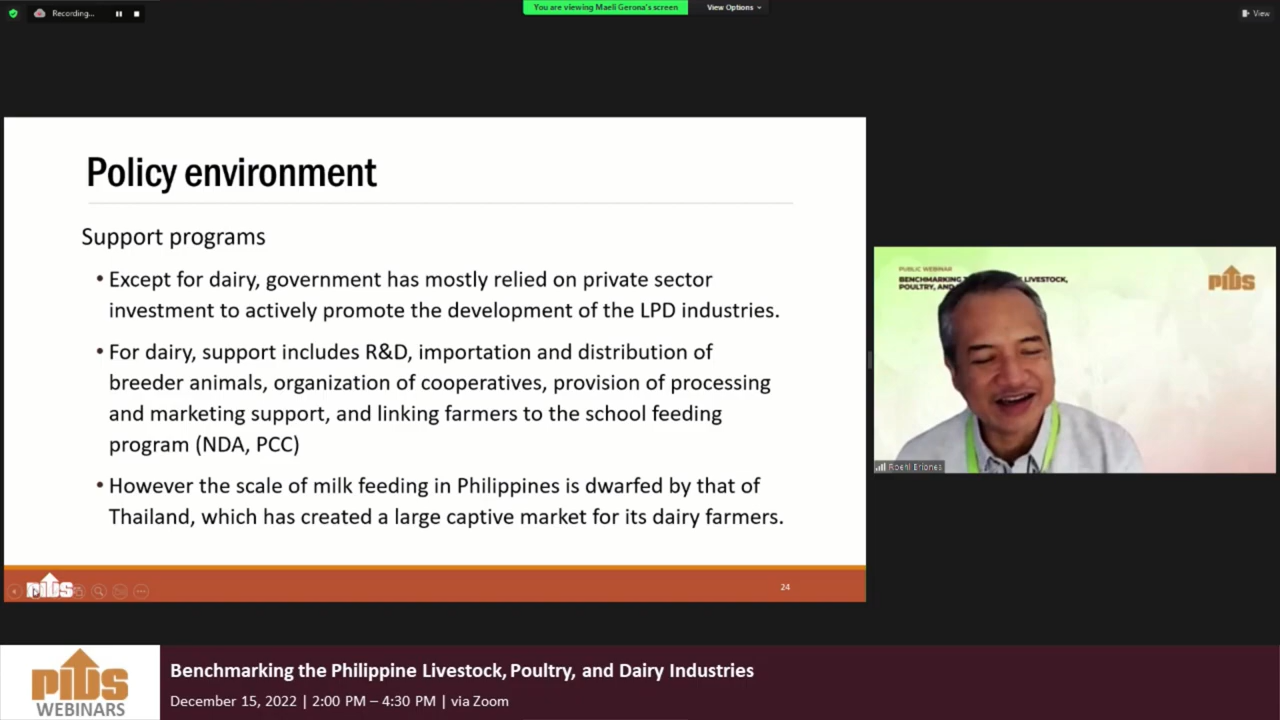 Recording...
You are viewing Maeli Gerona's screen
View Options
View
Policy environment
Support programs
• Except for dairy, government has mostly relied on private sector
investment to actively promote the development of the LPD industries.
• For dairy, support includes R&D, importation and distribution of
breeder animals, organization of cooperatives, provision of processing
and marketing support, and linking farmers to the school feeding
program (NDA, PCC)
• However the scale of milk feeding in Philippines is dwarfed by that of
Thailand, which has created a large captive market for its dairy farmers.
PIDS
24
PUBLIC WEBINAR
BENCHMARKING LIVESTOCK,
POULTRY, AND
PIDS
Roehl Briones
PIDS
WEBINARS
Benchmarking the Philippine Livestock, Poultry, and Dairy Industries
December 15, 2022 | 2:00 PM – 4:30 PM | via Zoom